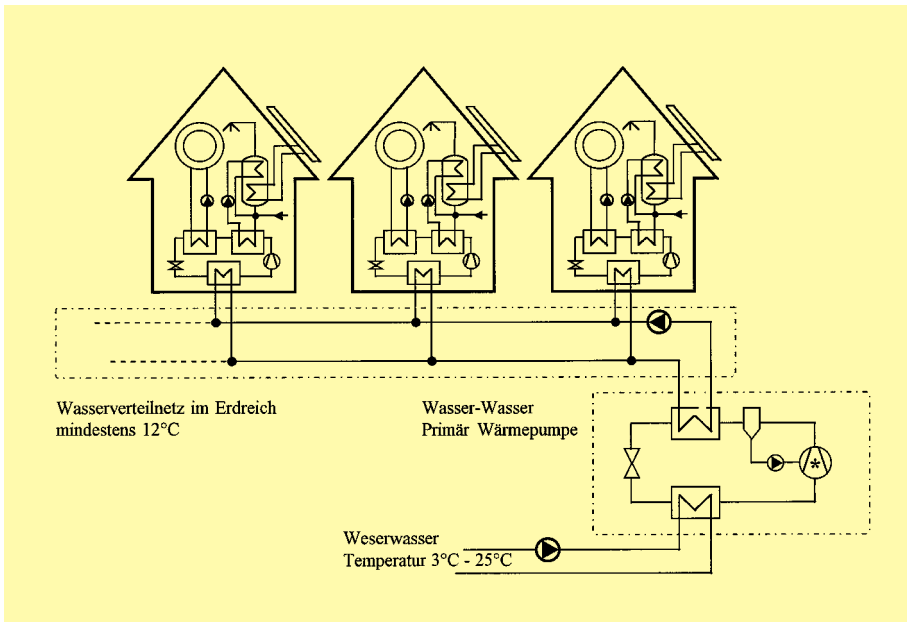 Wasserverteilnetz im Erdreich
mindestens 12°C
Wasser-Wasser
Primär Wärmepumpe
Weserwasser
Temperatur 3°C - 25°C